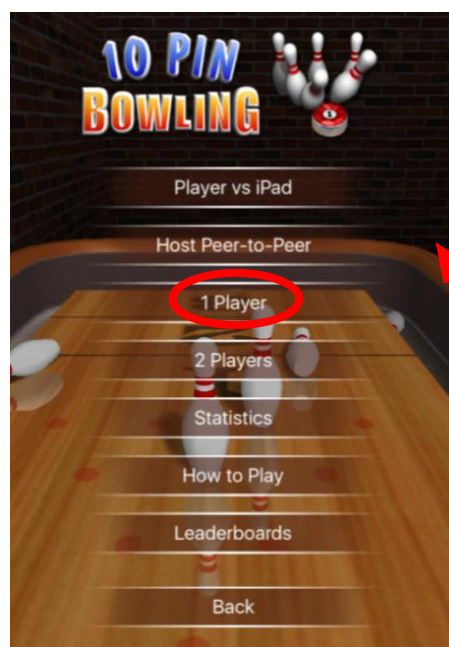 10 PIN
BOWLING
Player vs iPad
Host Peer-to-Peer
1 Player
2 Players
Statistics
How to Play
Leaderboards
Back